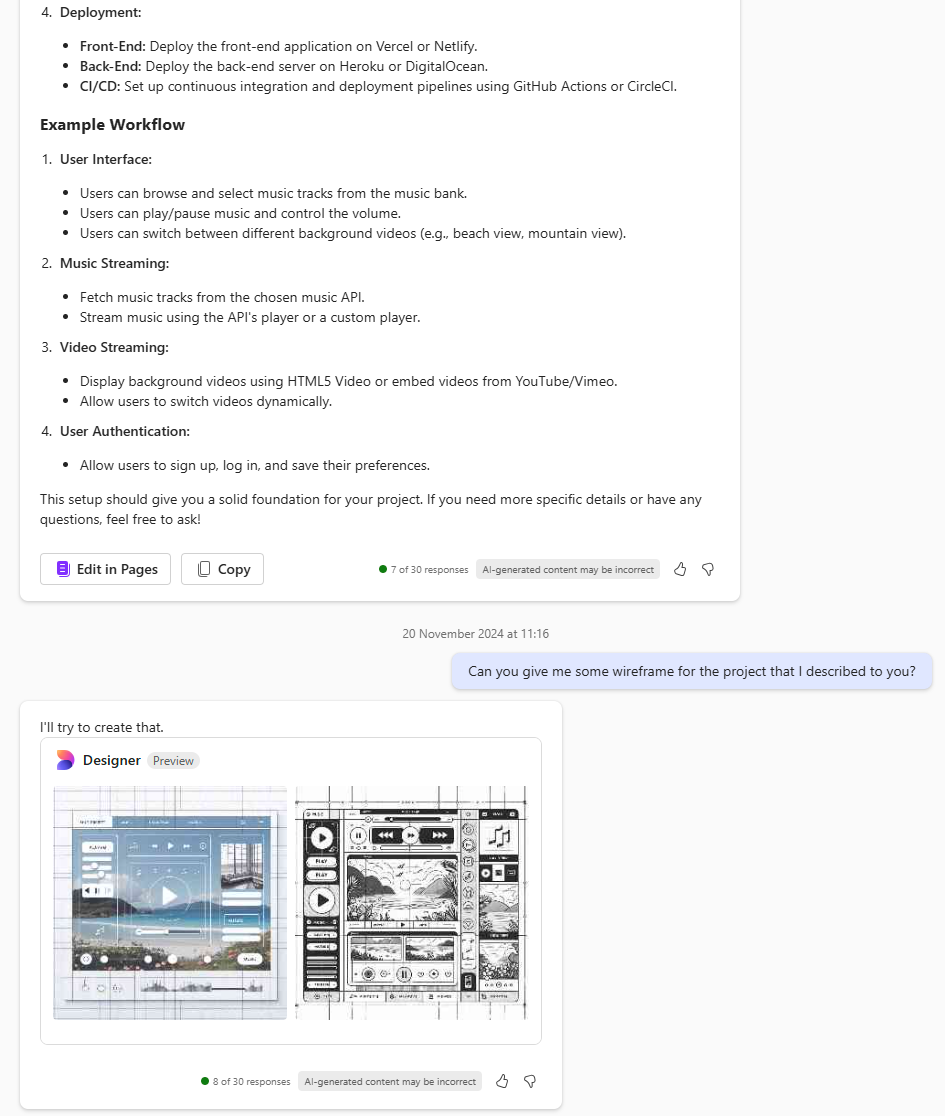 4. Deployment:
• Front-End: Deploy the front-end application on Vercel or Netlify.
• Back-End: Deploy the back-end server on Heroku or DigitalOcean.
• CI/CD: Set up continuous integration and deployment pipelines using GitHub Actions or CircleCI.
Example Workflow
1. User Interface:
• Users can browse and select music tracks from the music bank.
• Users can play/pause music and control the volume.
• Users can switch between different background videos (e.g., beach view, mountain view).
2. Music Streaming:
• Fetch music tracks from the chosen music API.
• Stream music using the API's player or a custom player.
3. Video Streaming:
• Display background videos using HTML5 Video or embed videos from YouTube/Vimeo.
• Allow users to switch videos dynamically.
4. User Authentication:
• Allow users to sign up, log in, and save their preferences.
This setup should give you a solid foundation for your project. If you need more specific details or have any
questions, feel free to ask!
Edit in Pages
Copy
7 of 30 responses
AI-generated content may be incorrect
20 November 2024 at 11:16
Can you give me some wireframe for the project that I described to you?
I'll try to create that.
Designer Preview
PLAY
PLAY
8 of 30 responses
AI-generated content may be incorrect